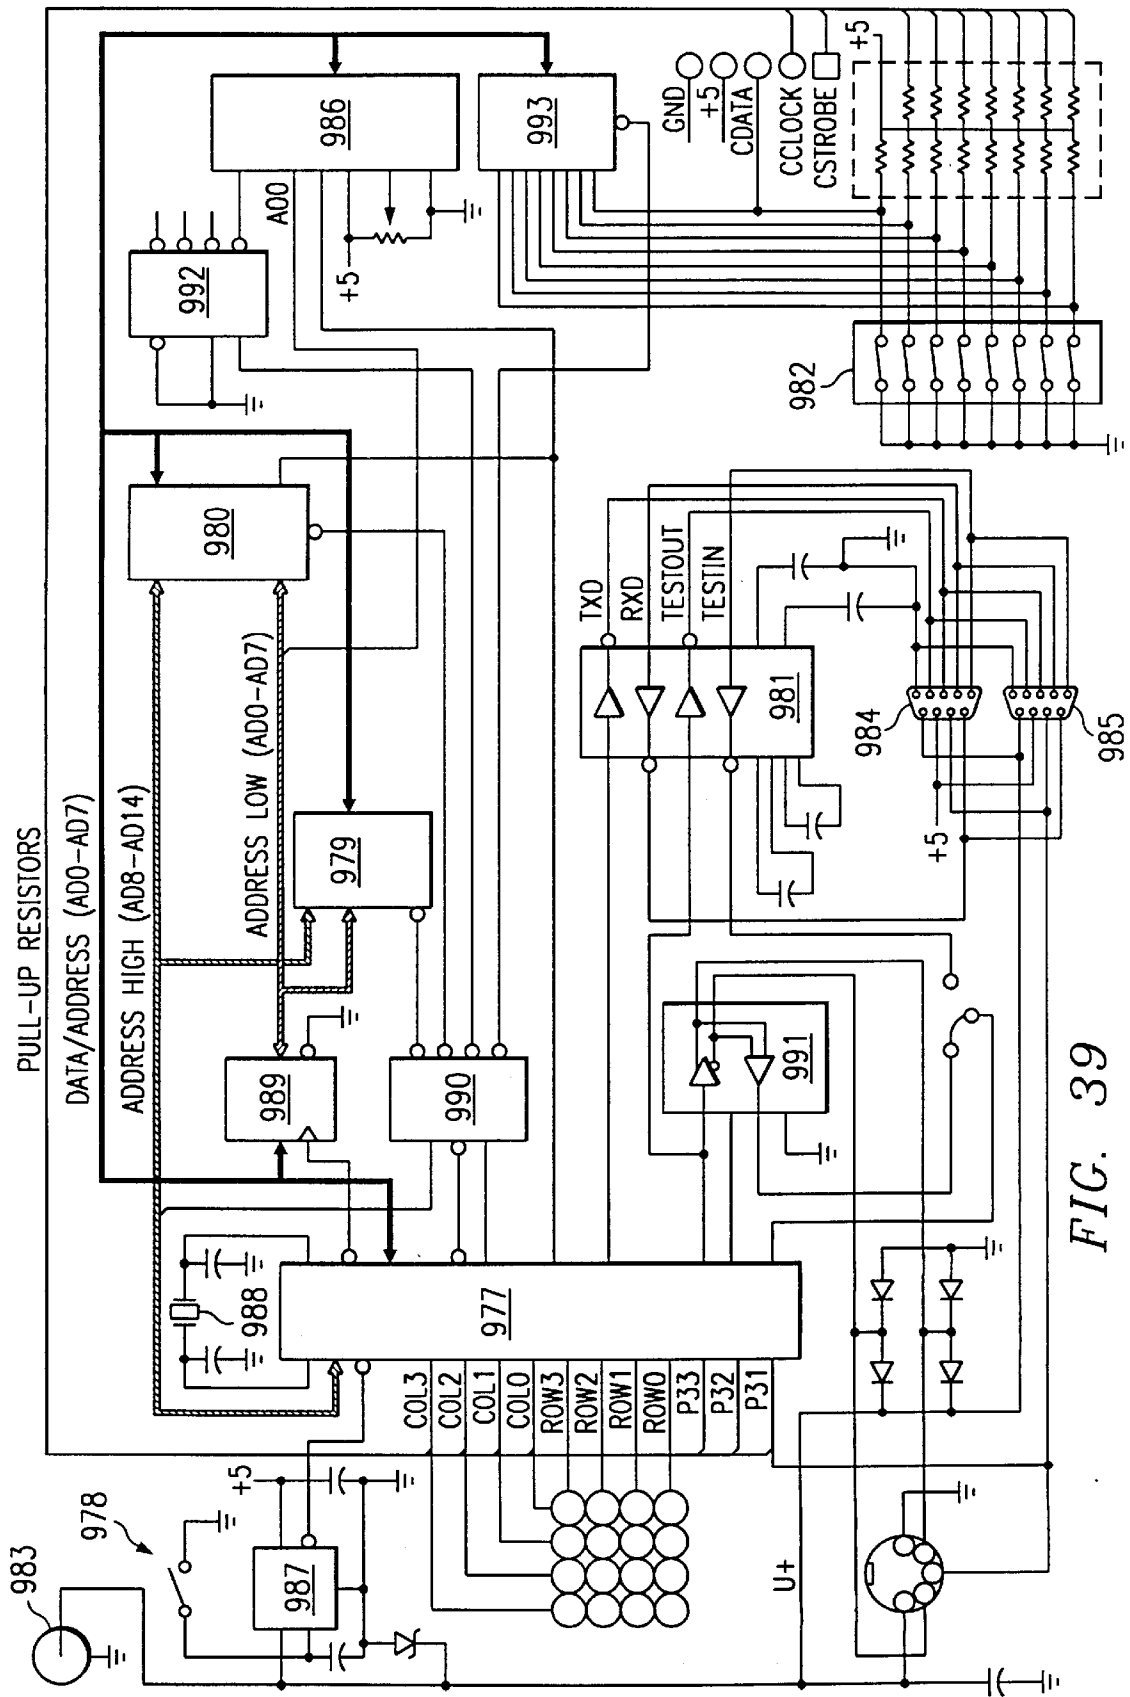 PULL-UP RESISTORS
DATA/ADDRESS (AD0-AD7)
ADDRESS HIGH (AD8-AD14)
ADDRESS LOW (AD0-AD7)
983
978
+5
987
988
977
COL3
COL2
COL1
COL0
ROW3
ROW2
ROW1
ROW0
P33
P32
P31
U+
989
990
979
980
992
986
A00
+5
993
991
981
TXD
RXD
TESTOUT
TESTIN
984
985
+5
982
GND
+5
CDATA
CCLOCK
CSTROBE
+5
FIG. 39